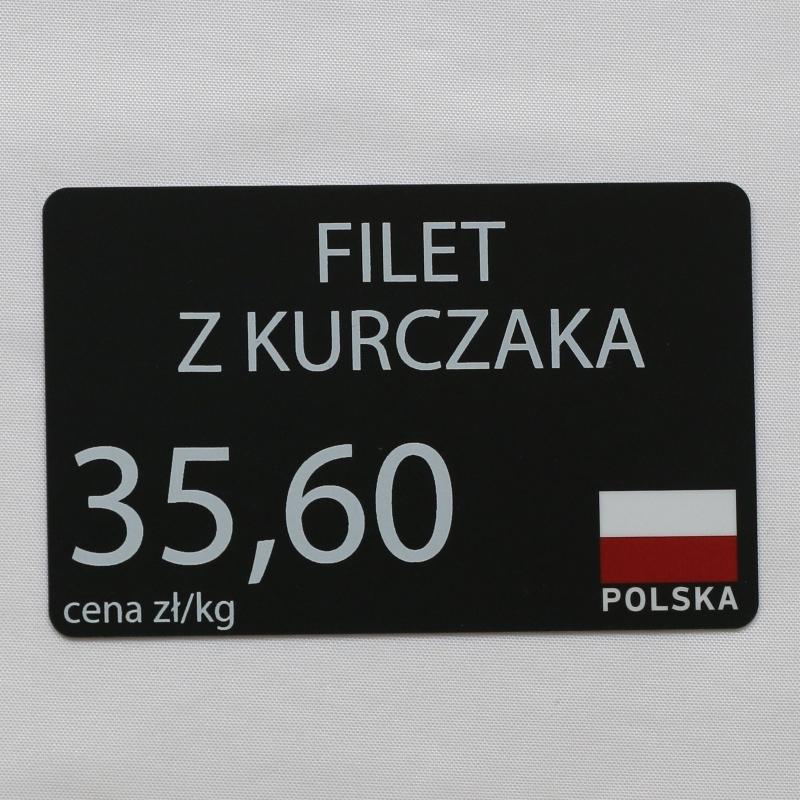 FILET
Z KURCZAKA
35,60
cena zł/kg
POLSKA